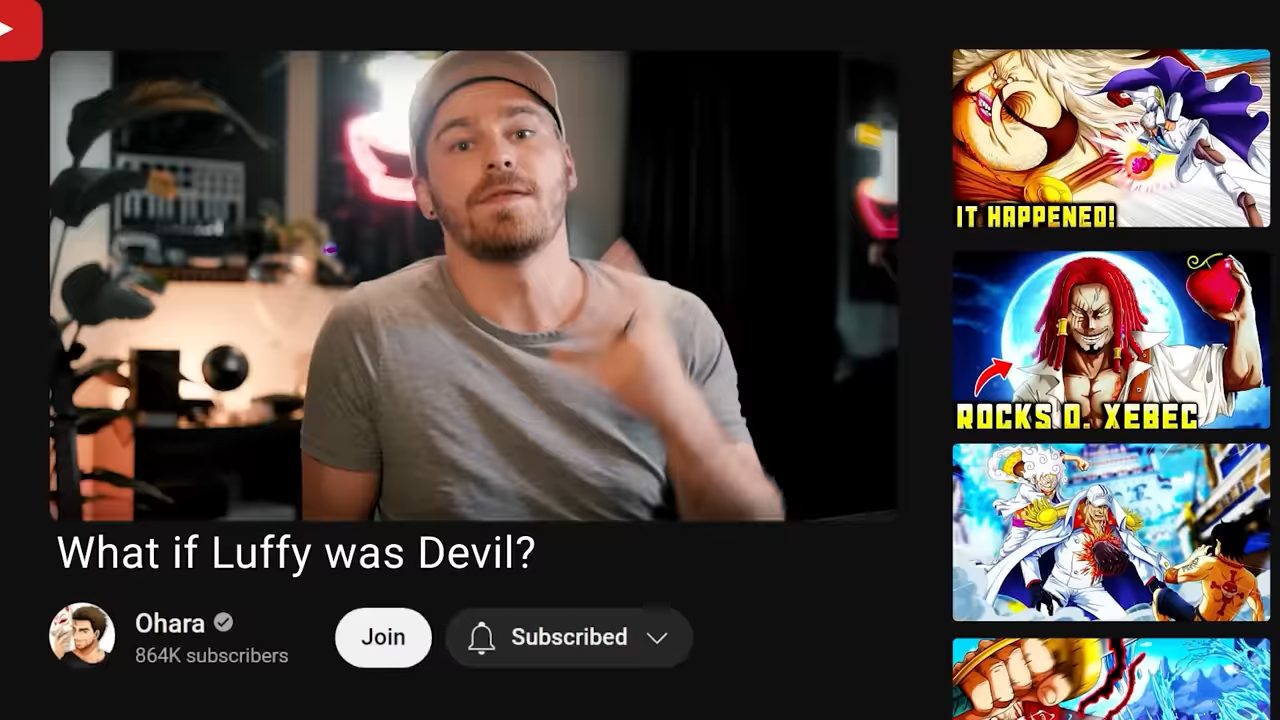 What if Luffy was Devil?
Ohara
864K subscribers
Join
Subscribed
IT HAPPENED!
ROCKS D. XEBEC